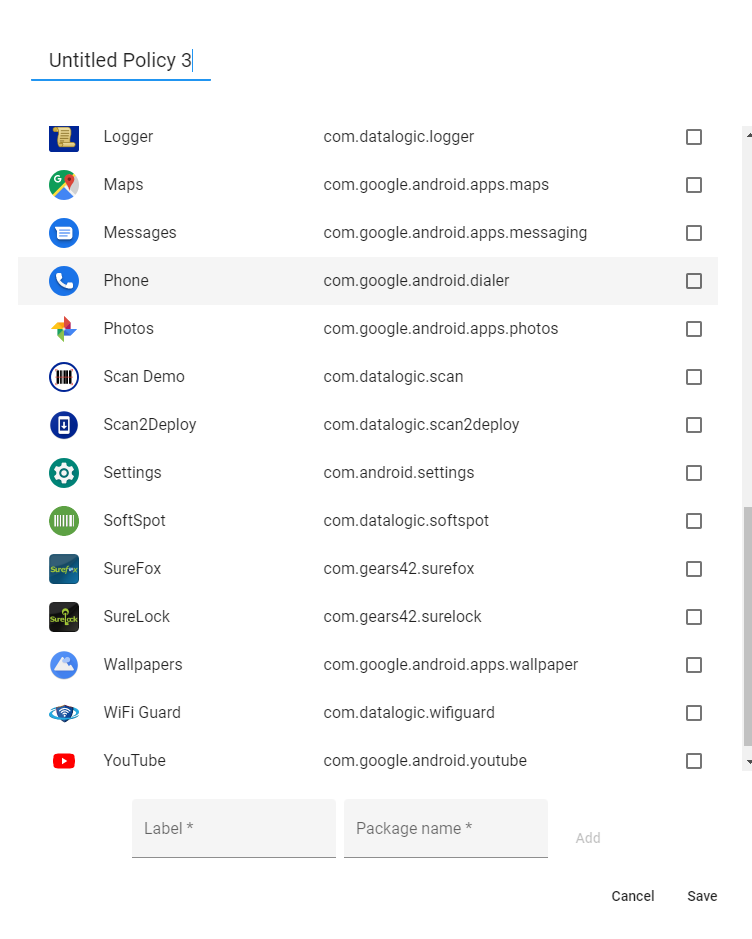 Untitled Policy 3
Logger com.datalogic.logger
Maps com.google.android.apps.maps
Messages com.google.android.apps.messaging
Phone com.google.android.dialer
Photos com.google.android.apps.photos
Scan Demo com.datalogic.scan
Scan2Deploy com.datalogic.scan2deploy
Settings com.android.settings
SoftSpot com.datalogic.softspot
SureFox com.gears42.surefox
SureLock com.gears42.surelock
Wallpapers com.google.android.apps.wallpaper
WiFi Guard com.datalogic.wifiguard
YouTube com.google.android.youtube
Label * Package name * Add
Cancel Save